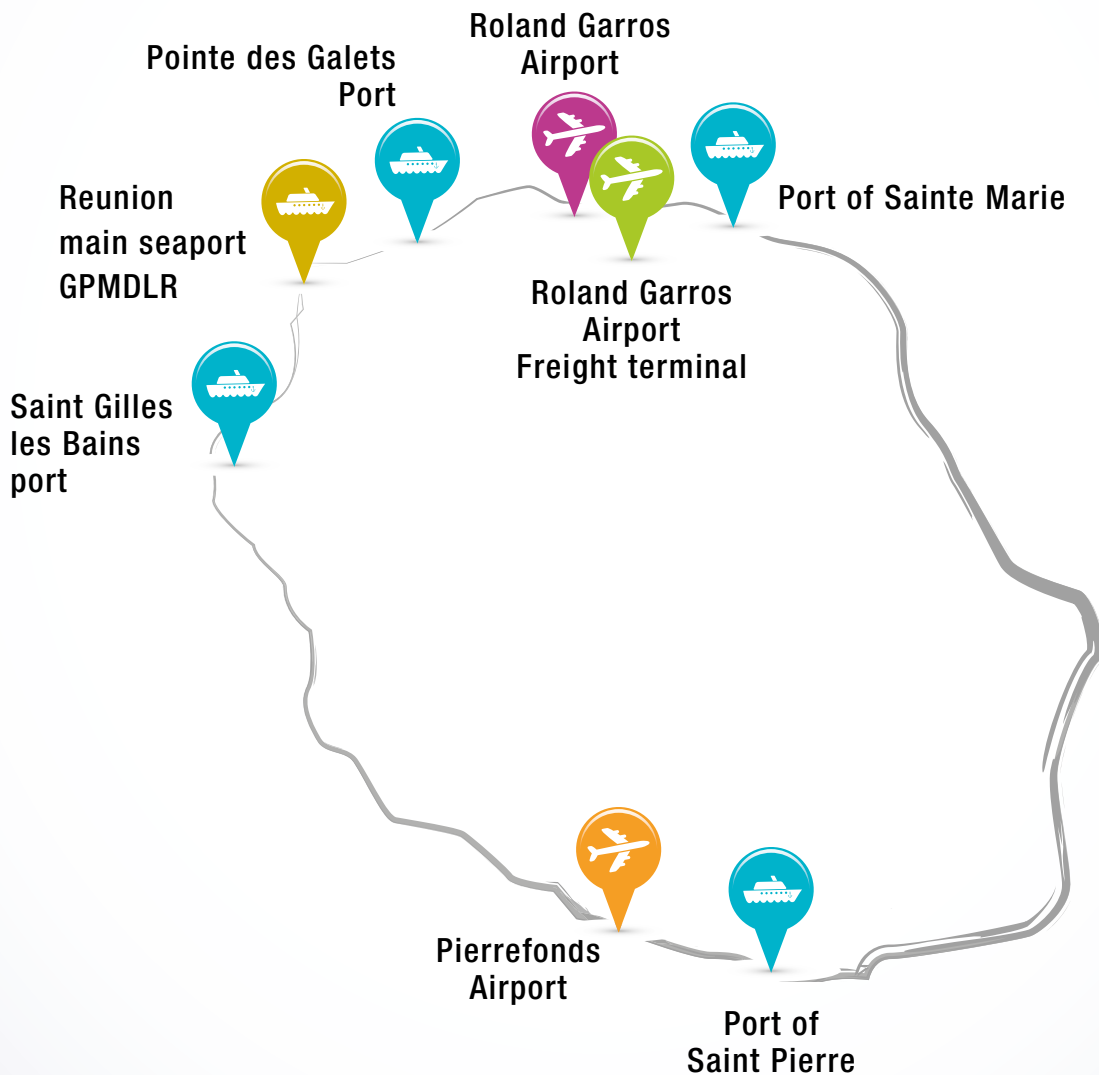 Roland Garros
Airport
Pointe des Galets
Port
Reunion
main seaport
GPMDLR
Port of Sainte Marie
Roland Garros
Airport
Freight terminal
Saint Gilles
les Bains
port
Pierrefonds
Airport
Port of
Saint Pierre